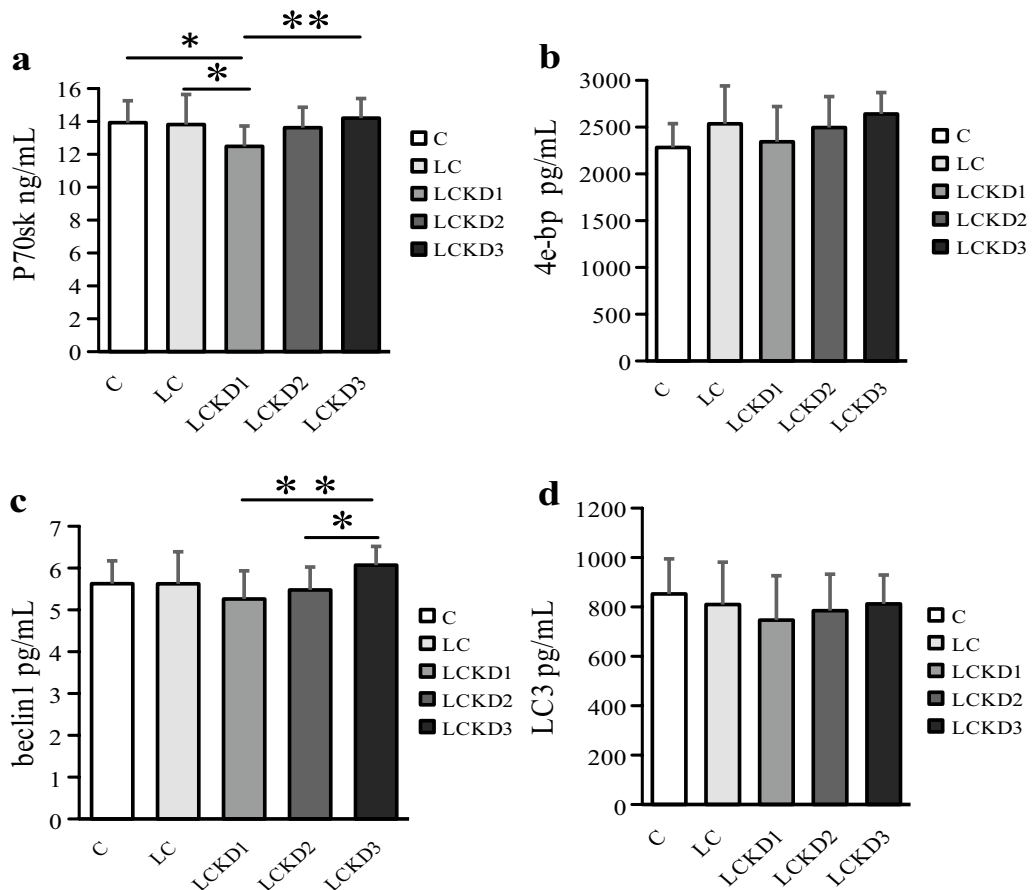 a
*
**
*
P70sk ng/mL
16
14
12
10
8
6
4
2
0
C
LC
LCKD1
LCKD2
LCKD3
C
LC
LCKD1
LCKD2
LCKD3
b
4e-bp pg/mL
3000
2500
2000
1500
1000
500
0
C
LC
LCKD1
LCKD2
LCKD3
C
LC
LCKD1
LCKD2
LCKD3
c
* *
*
beclin1 pg/mL
7
6
5
4
3
2
1
0
C
LC
LCKD1
LCKD2
LCKD3
C
LC
LCKD1
LCKD2
LCKD3
d
LC3 pg/mL
1200
1000
800
600
400
200
0
C
LC
LCKD1
LCKD2
LCKD3
C
LC
LCKD1
LCKD2
LCKD3